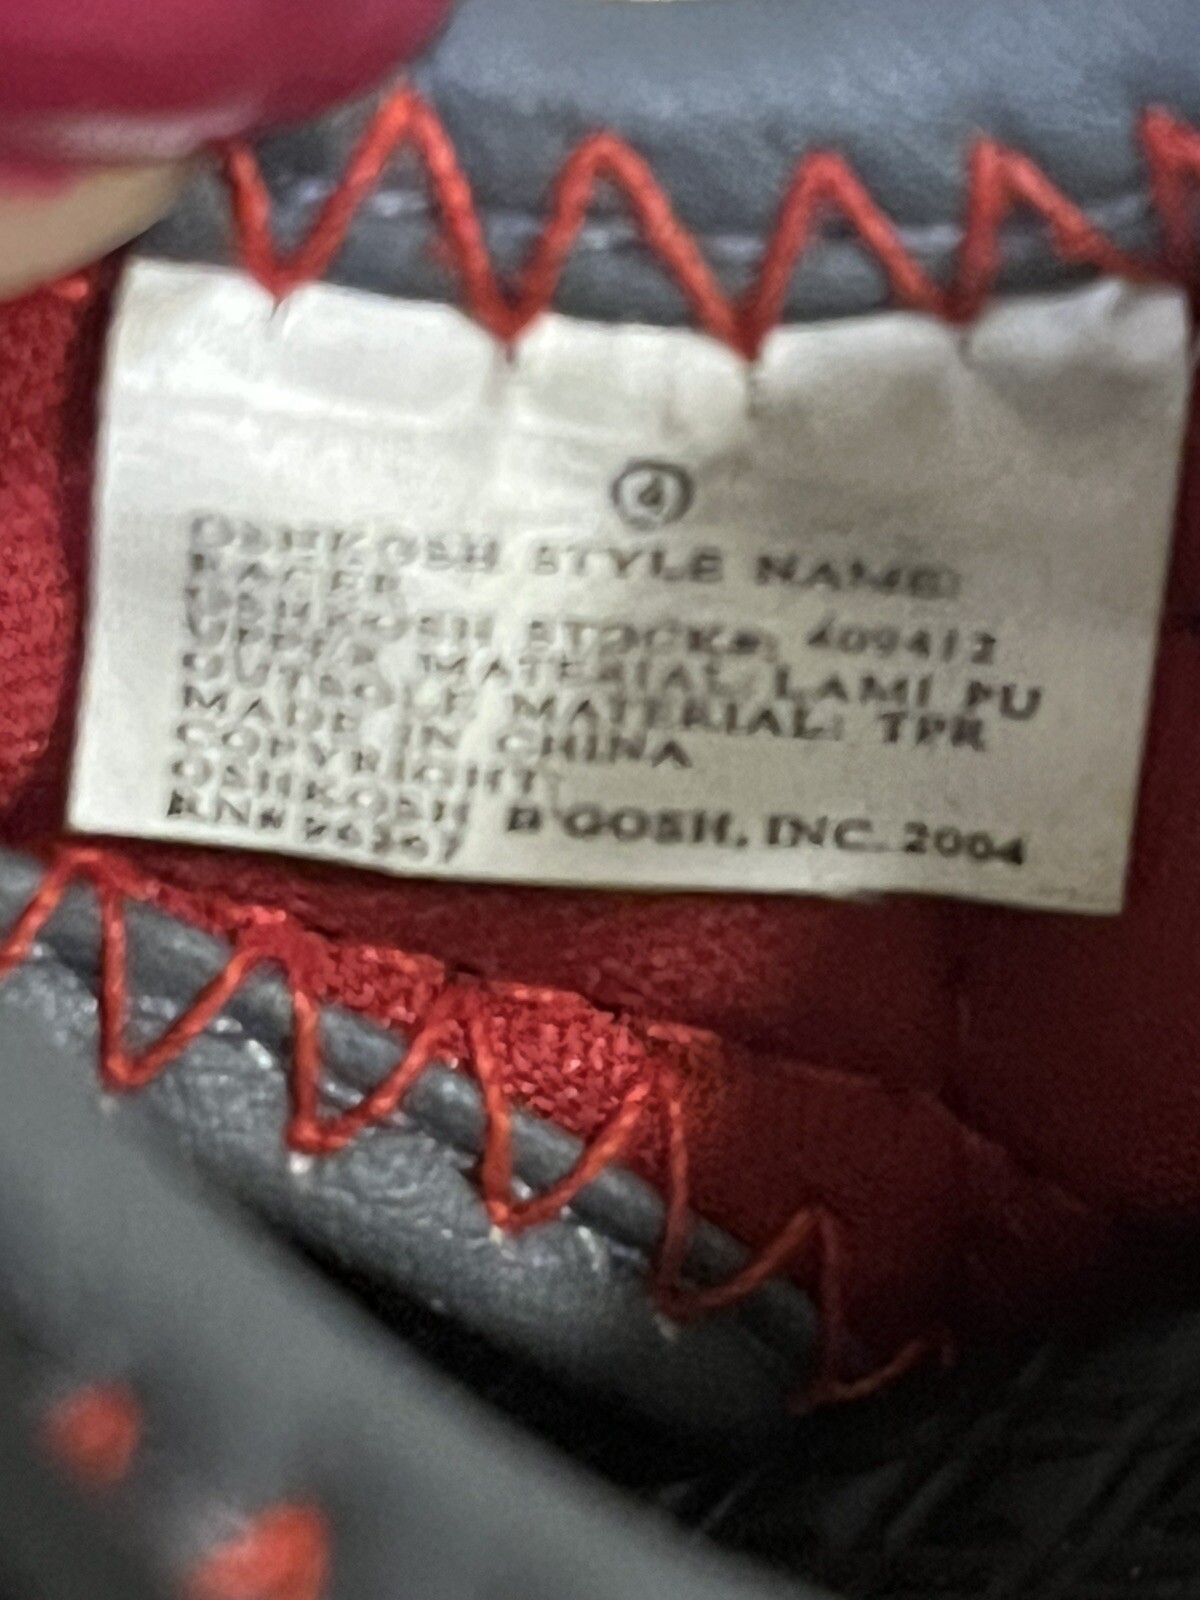 4
OSHKOSH STYLE NAME:
RACER
OSHKOSH STOCK#: 409412
UPPER MATERIAL: LAMI PU
OUTSOLE MATERIAL: TPR
MADE IN CHINA
COPYRIGHT
OSHKOSH B'GOSH, INC. 2004